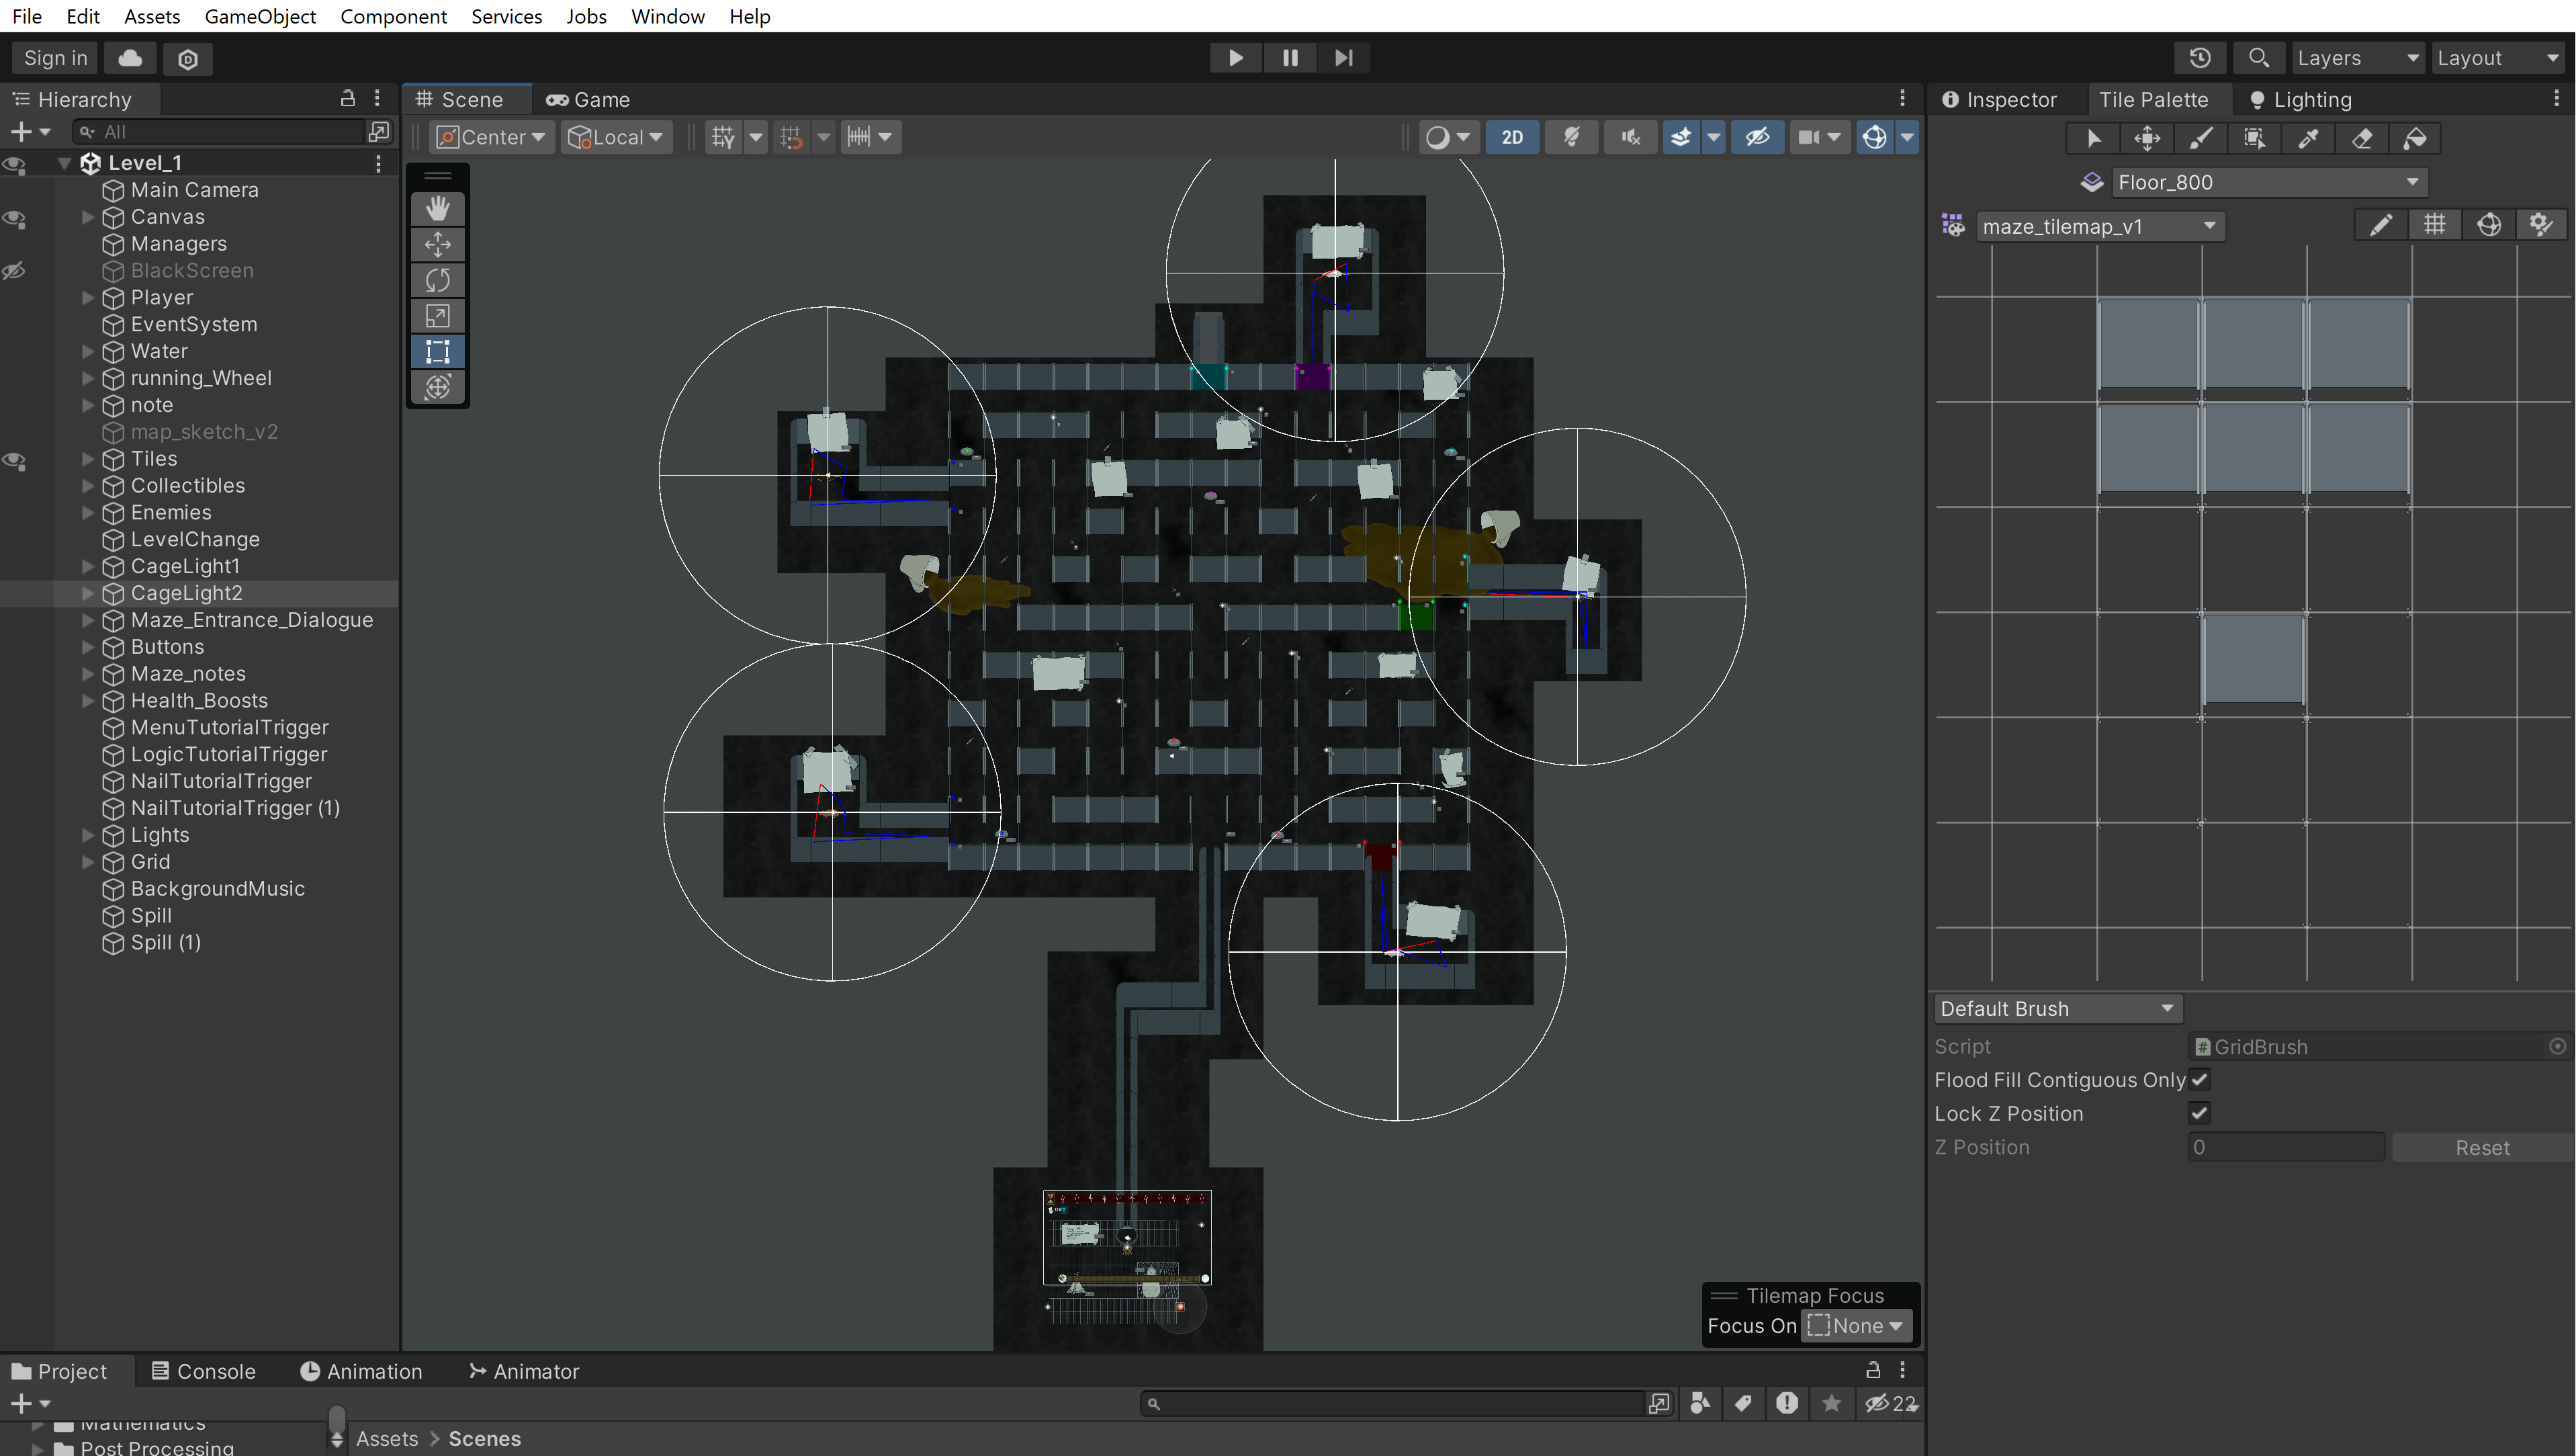 File Edit Assets GameObject Component Services Jobs Window Help
Sign in
Layers
Layout
Hierarchy
All
Level_1
Main Camera
Canvas
Managers
BlackScreen
Player
EventSystem
Water
running_Wheel
note
map_sketch_v2
Tiles
Collectibles
Enemies
LevelChange
CageLight1
CageLight2
Maze_Entrance_Dialogue
Buttons
Maze_notes
Health_Boosts
MenuTutorialTrigger
LogicTutorialTrigger
NailTutorialTrigger
NailTutorialTrigger (1)
Lights
Grid
BackgroundMusic
Spill
Spill (1)
Scene Game
Center Local 2D
Tilemap Focus
Focus On None
Inspector Tile Palette Lighting
Floor_800
maze_tilemap_v1
Default Brush
Script GridBrush
Flood Fill Contiguous Only
Lock Z Position
Z Position 0 Reset
Project Console Animation Animator
22
Mathematics
Post Processing
Assets > Scenes